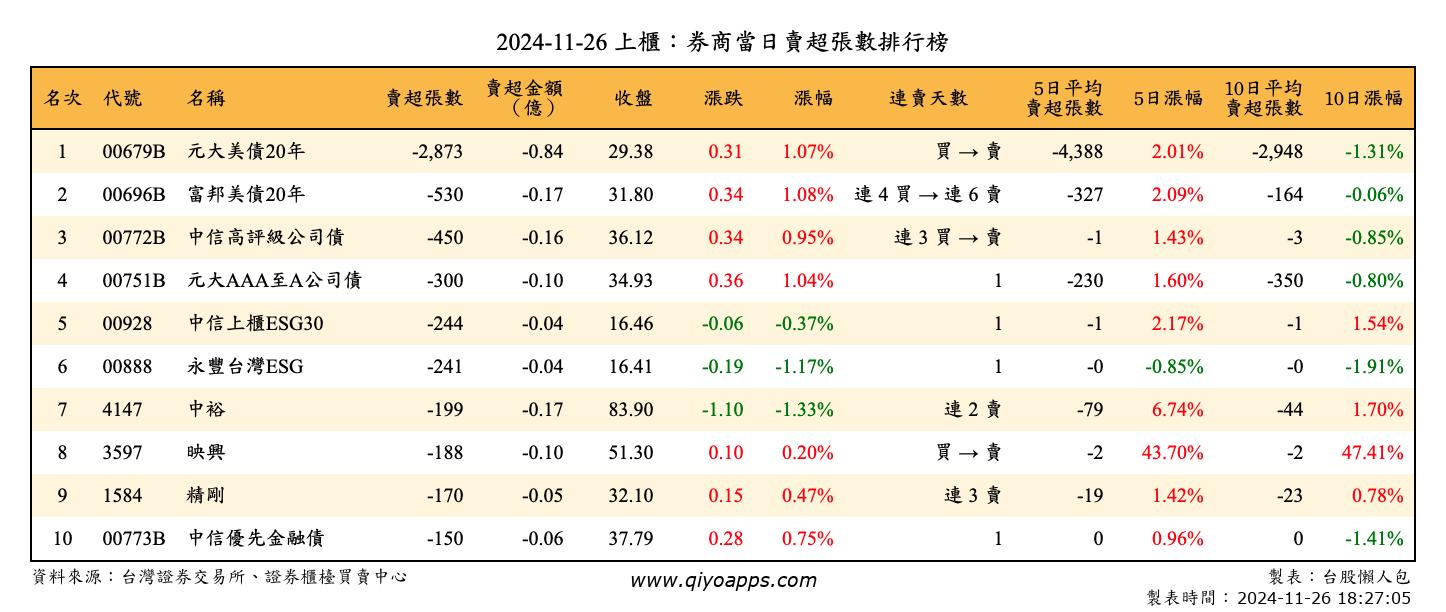 2024-11-26 上櫃：券商當日賣超張數排行榜
名次 代號 名稱 賣超張數 賣超金額（億） 收盤 漲跌 漲幅 連賣天數 5日平均賣超張數 5日漲幅 10日平均賣超張數 10日漲幅
1 00679B 元大美債20年 -2,873 -0.84 29.38 0.31 1.07% 買 → 賣 -4,388 2.01% -2,948 -1.31%
2 00696B 富邦美債20年 -530 -0.17 31.80 0.34 1.08% 連 4 買 → 連 6 賣 -327 2.09% -164 -0.06%
3 00772B 中信高評級公司債 -450 -0.16 36.12 0.34 0.95% 連 3 買 → 賣 -1 1.43% -3 -0.85%
4 00751B 元大AAA至A公司債 -300 -0.10 34.93 0.36 1.04% 1 -230 1.60% -350 -0.80%
5 00928 中信上櫃ESG30 -244 -0.04 16.46 -0.06 -0.37% 1 -1 2.17% -1 1.54%
6 00888 永豐台灣ESG -241 -0.04 16.41 -0.19 -1.17% 1 -0 -0.85% -0 -1.91%
7 4147 中裕 -199 -0.17 83.90 -1.10 -1.33% 連 2 賣 -79 6.74% -44 1.70%
8 3597 映興 -188 -0.10 51.30 0.10 0.20% 買 → 賣 -2 43.70% -2 47.41%
9 1584 精剛 -170 -0.05 32.10 0.15 0.47% 連 3 賣 -19 1.42% -23 0.78%
10 00773B 中信優先金融債 -150 -0.06 37.79 0.28 0.75% 1 0 0.96% 0 -1.41%
資料來源：台灣證券交易所、證券櫃檯買賣中心 www.qiyoapps.com 製表：台股懶人包
製表時間：2024-11-26 18:27:05